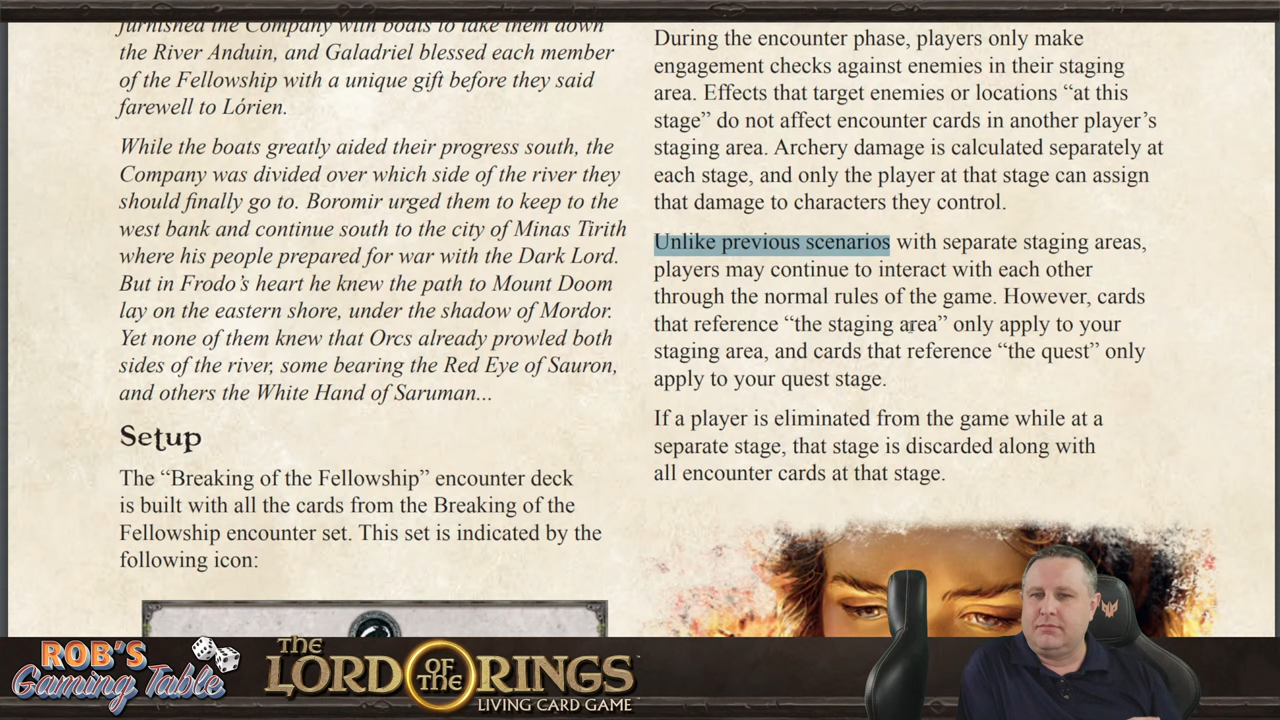 furnished the Company with boats to take them down
the River Anduin, and Galadriel blessed each member
of the Fellowship with a unique gift before they said
farewell to Lórien.
While the boats greatly aided their progress south, the
Company was divided over which side of the river they
should finally go to. Boromir urged them to keep to the
west bank and continue south to the city of Minas Tirith
where his people prepared for war with the Dark Lord.
But in Frodo's heart he knew the path to Mount Doom
lay on the eastern shore, under the shadow of Mordor.
Yet none of them knew that Orcs already prowled both
sides of the river, some bearing the Red Eye of Sauron,
and others the White Hand of Saruman...
Setup
The “Breaking of the Fellowship” encounter deck
is built with all the cards from the Breaking of the
Fellowship encounter set. This set is indicated by the
following icon:
During the encounter phase, players only make
engagement checks against enemies in their staging
area. Effects that target enemies or locations “at this
stage” do not affect encounter cards in another player’s
staging area. Archery damage is calculated separately at
each stage, and only the player at that stage can assign
that damage to characters they control.
Unlike previous scenarios with separate staging areas,
players may continue to interact with each other
through the normal rules of the game. However, cards
that reference “the staging area” only apply to your
staging area, and cards that reference “the quest” only
apply to your quest stage.
If a player is eliminated from the game while at a
separate stage, that stage is discarded along with
all encounter cards at that stage.
ROB'S
Gaming Table
THE
LORD OF THE RINGS
LIVING CARD GAME